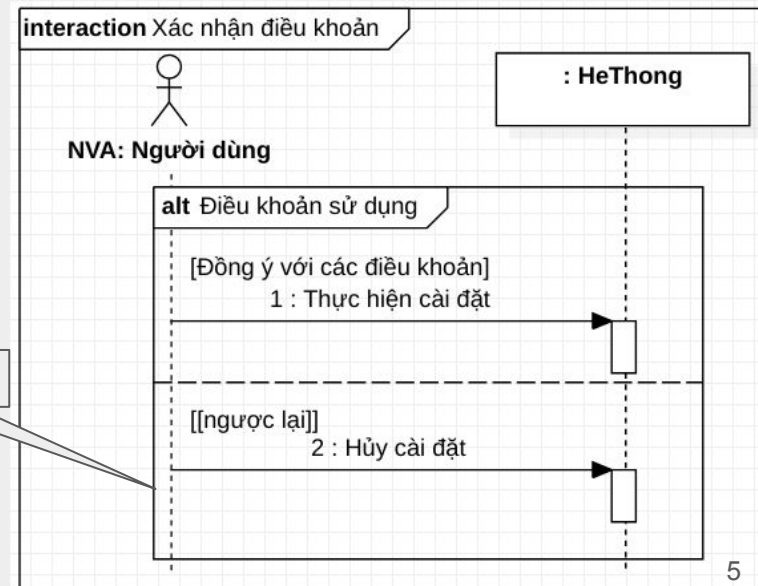 interaction Xác nhận điều khoản
: HeThong
NVA: Người dùng
alt Điều khoản sử dụng
[Đồng ý với các điều khoản]
1 : Thực hiện cài đặt
[[ngược lại]]
2 : Hủy cài đặt
5